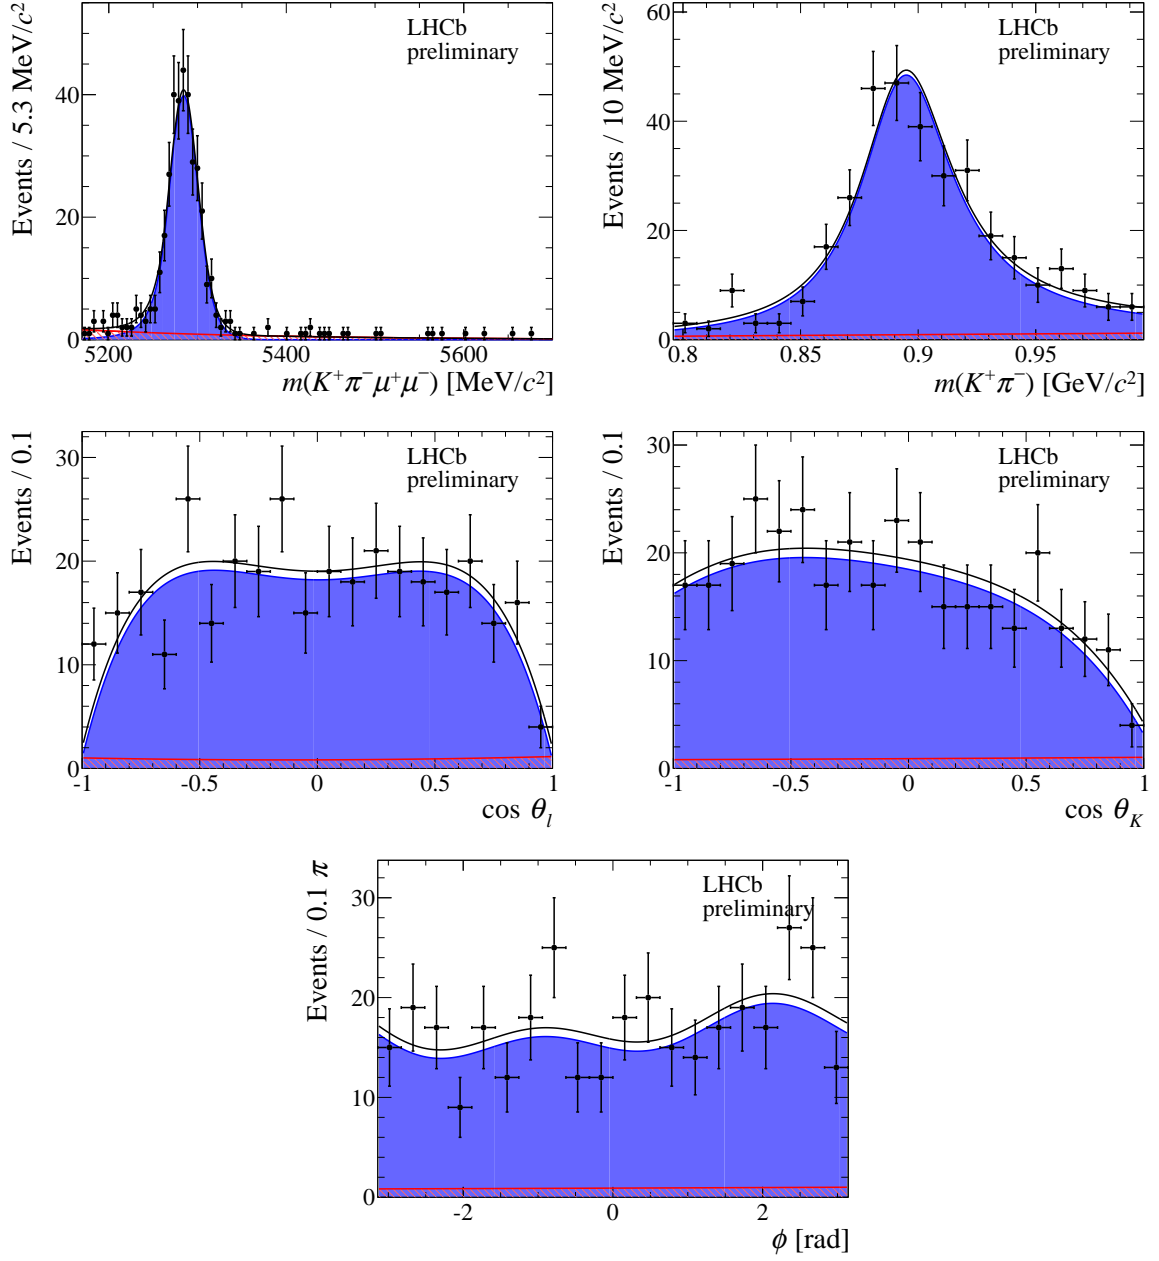 Events / 5.3 MeV/c²
LHCb
preliminary
40
20
0
5200
5400
5600
m(K⁺π⁻μ⁺μ⁻) [MeV/c²]
Events / 10 MeV/c²
LHCb
preliminary
60
40
20
0
0.8
0.85
0.9
0.95
m(K⁺π⁻) [GeV/c²]
Events / 0.1
LHCb
preliminary
30
20
10
0
-1
-0.5
0
0.5
1
cos θ_l
Events / 0.1
LHCb
preliminary
30
20
10
0
-1
-0.5
0
0.5
1
cos θ_K
Events / 0.1 π
LHCb
preliminary
30
20
10
0
-2
0
2
ϕ [rad]